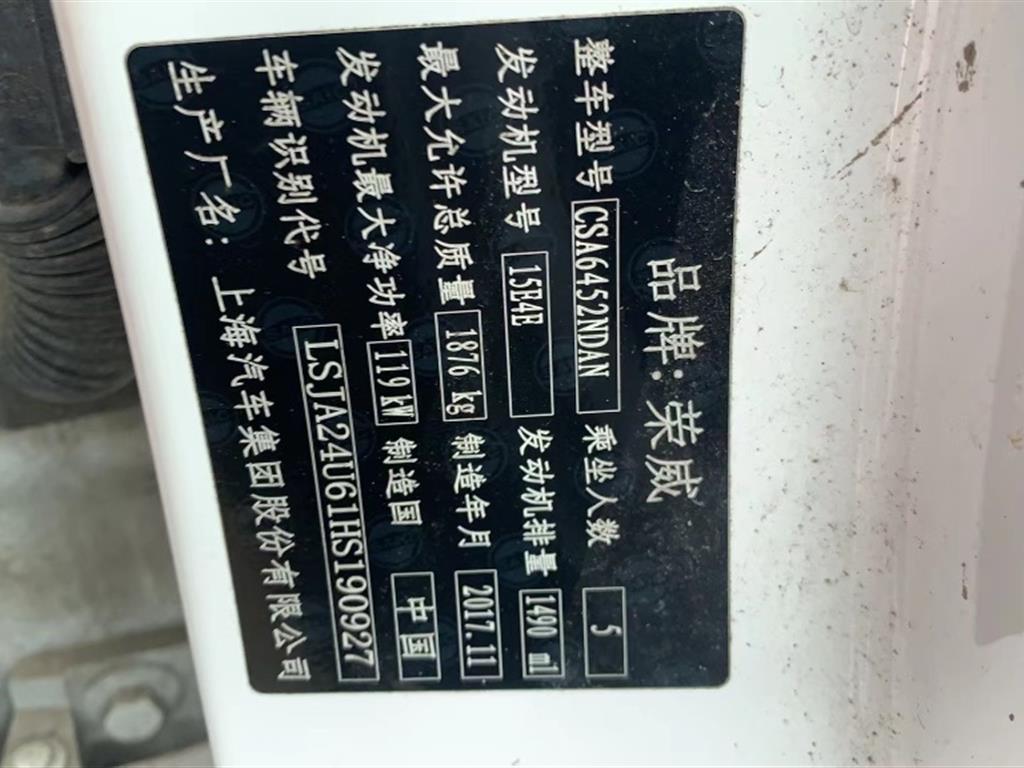 品牌:荣威
整车型号 CSA6452NDAN 乘坐人数 5
发动机型号 15E4E 发动机排量 1490 ml
最大允许总质量 1876 kg 制造年月 2017.11
发动机最大净功率 119 kW 制造国 中国
车辆识别代号 LSJA24U61HS190927
生产厂名:上海汽车集团股份有限公司